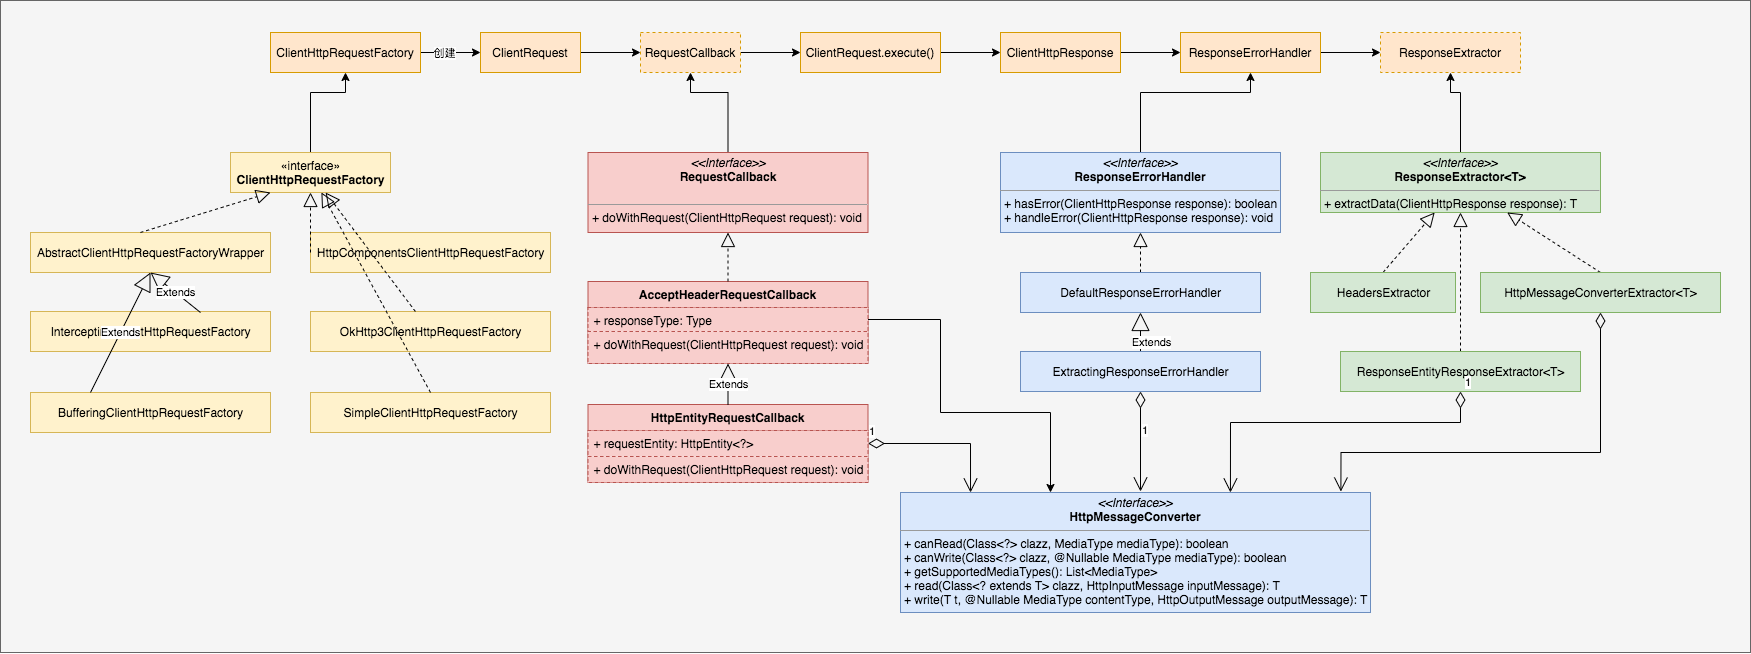 ClientHttpRequestFactory
创建
ClientRequest
RequestCallback
ClientRequest.execute()
ClientHttpResponse
ResponseErrorHandler
ResponseExtractor
«interface»
ClientHttpRequestFactory
AbstractClientHttpRequestFactoryWrapper
HttpComponentsClientHttpRequestFactory
Extends
Extends
OkHttp3ClientHttpRequestFactory
BufferingClientHttpRequestFactory
SimpleClientHttpRequestFactory
<<Interface>>
RequestCallback
+ doWithRequest(ClientHttpRequest request): void
AcceptHeaderRequestCallback
+ responseType: Type
+ doWithRequest(ClientHttpRequest request): void
Extends
HttpEntityRequestCallback
+ requestEntity: HttpEntity<?>
+ doWithRequest(ClientHttpRequest request): void
1
<<Interface>>
ResponseErrorHandler
+ hasError(ClientHttpResponse response): boolean
+ handleError(ClientHttpResponse response): void
DefaultResponseErrorHandler
Extends
ExtractingResponseErrorHandler
1
<<Interface>>
ResponseExtractor<T>
+ extractData(ClientHttpResponse response): T
HeadersExtractor
HttpMessageConverterExtractor<T>
ResponseEntityResponseExtractor<T>
1
<<Interface>>
HttpMessageConverter
+ canRead(Class<?> clazz, MediaType mediaType): boolean
+ canWrite(Class<?> clazz, @Nullable MediaType mediaType): boolean
+ getSupportedMediaTypes(): List<MediaType>
+ read(Class<? extends T> clazz, HttpInputMessage inputMessage): T
+ write(T t, @Nullable MediaType contentType, HttpOutputMessage outputMessage): T